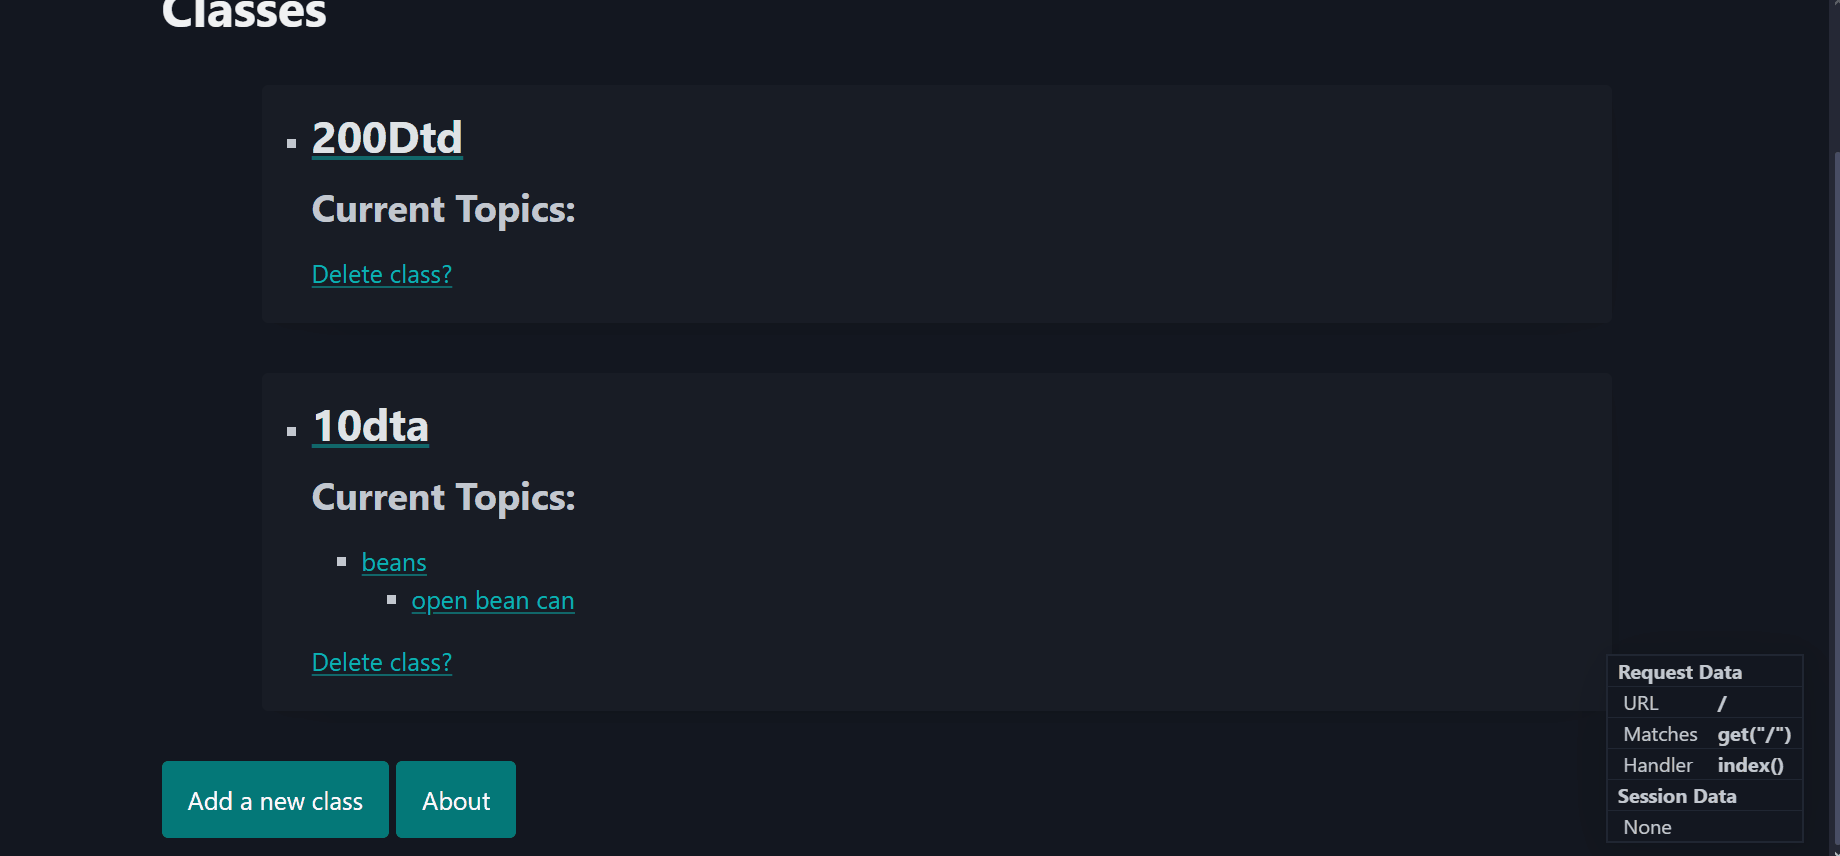 Classes
200Dtd
Current Topics:
Delete class?
10dta
Current Topics:
beans
open bean can
Delete class?
Add a new class
About
Request Data
URL /
Matches get("/")
Handler index()
Session Data
None